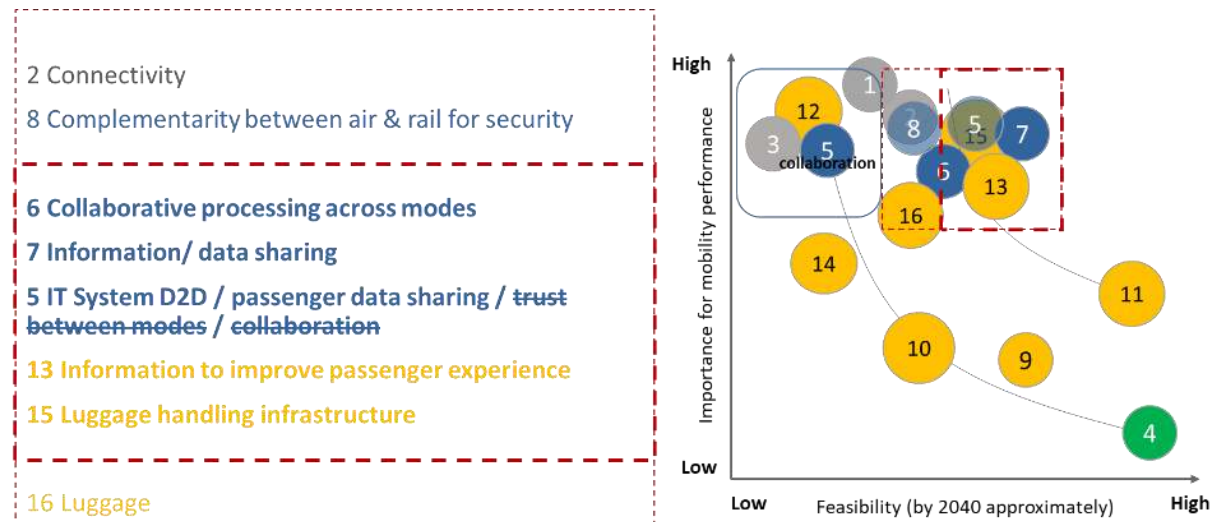 2 Connectivity
8 Complementarity between air & rail for security
6 Collaborative processing across modes
7 Information/ data sharing
5 IT System D2D / passenger data sharing / trust
between modes / collaboration
13 Information to improve passenger experience
15 Luggage handling infrastructure
16 Luggage
High
Importance for mobility performance
Low
1
12
2
8
3
5
collaboration
5
15
7
6
13
16
14
11
10
9
4
Low
Feasibility (by 2040 approximately)
High